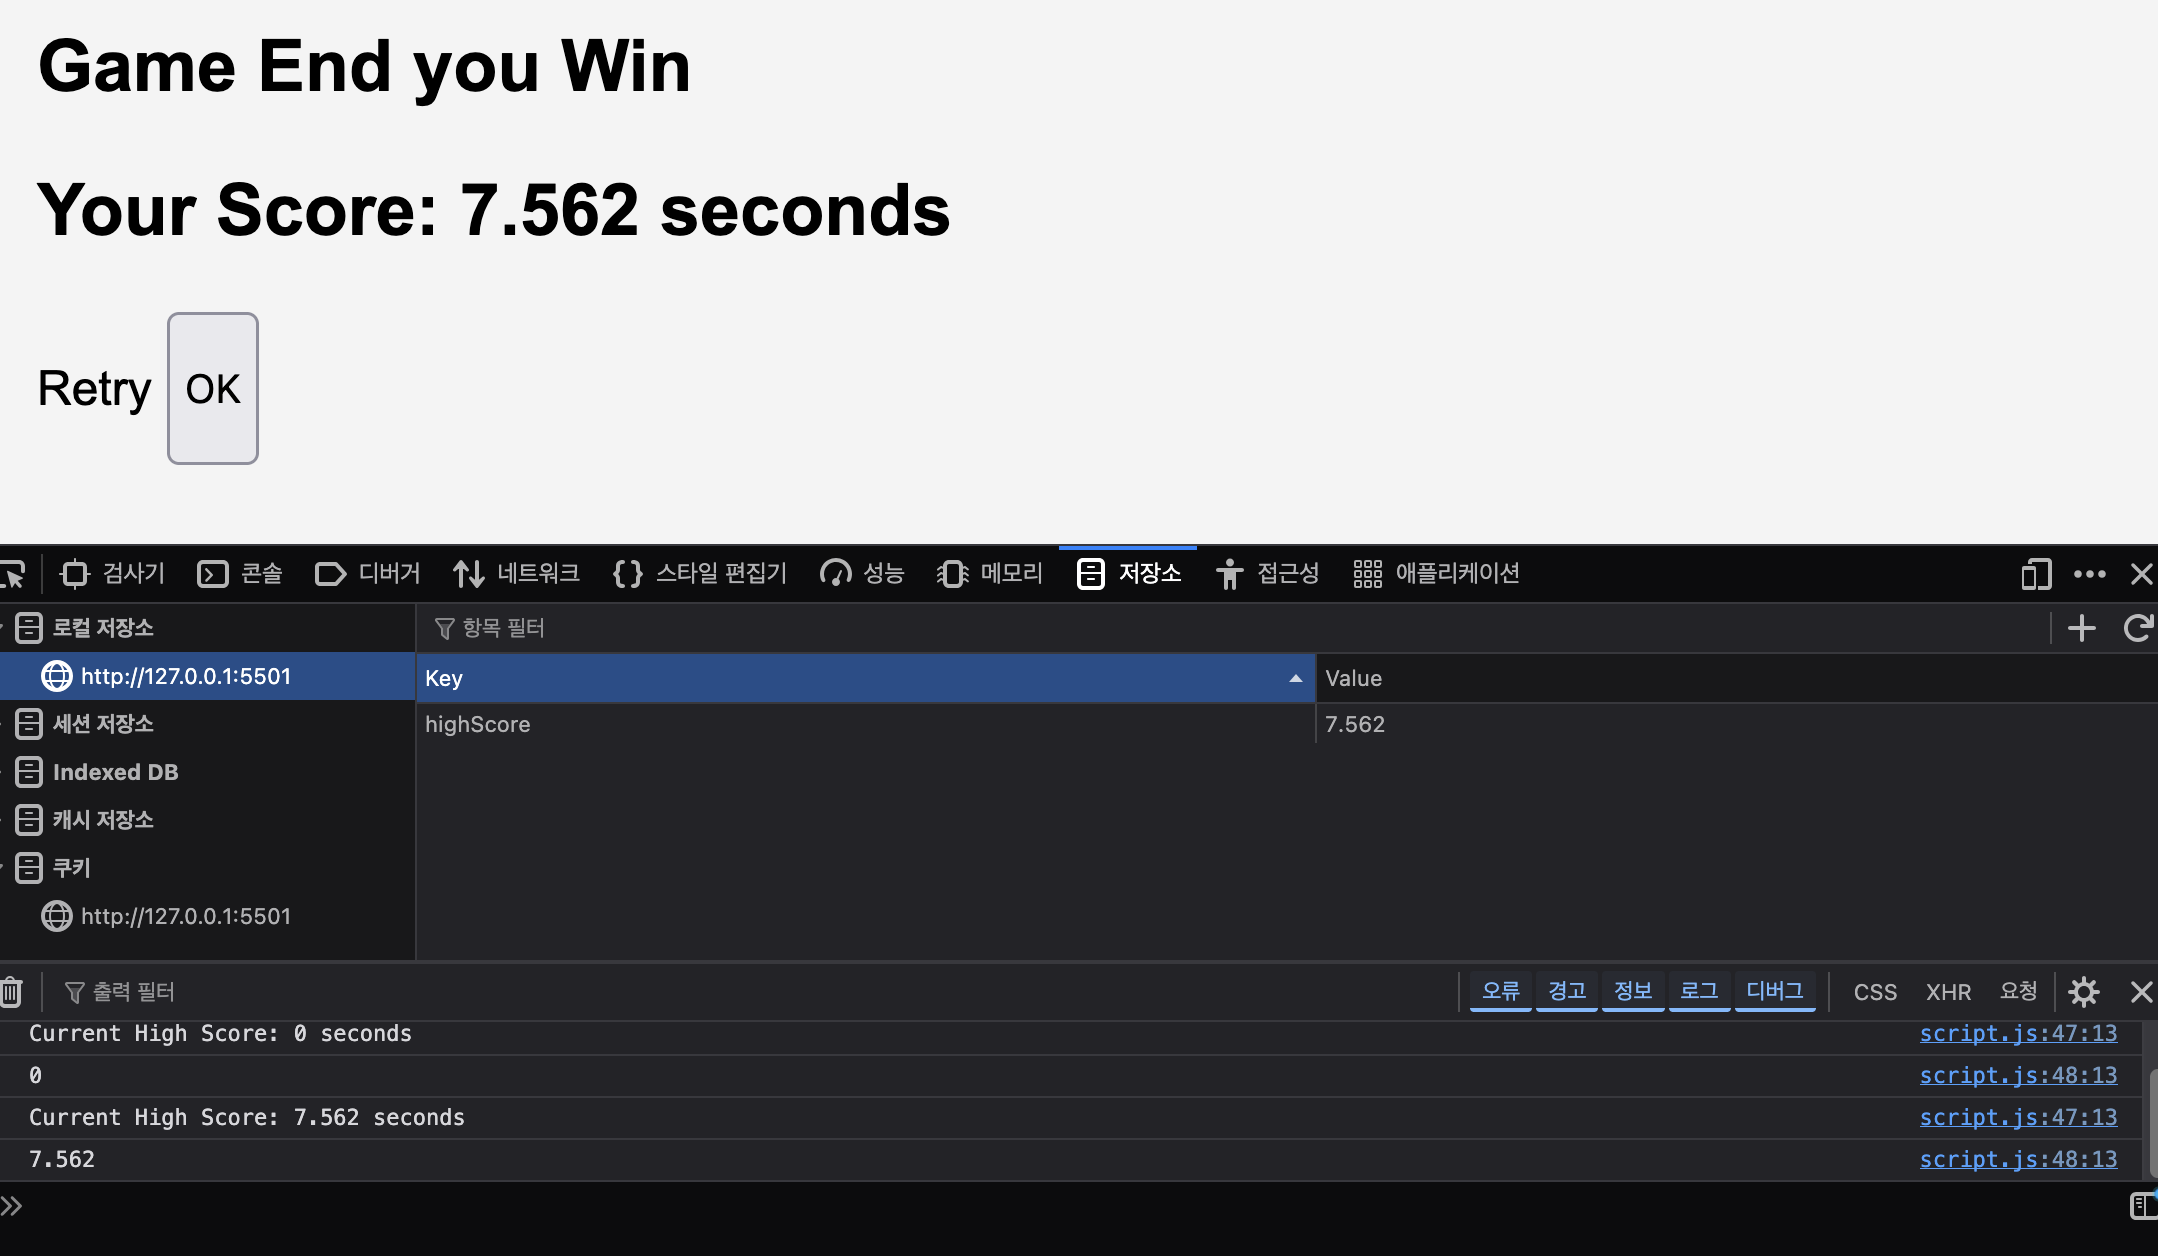 Game End you Win
Your Score: 7.562 seconds
Retry OK
검사기 콘솔 디버거 네트워크 스타일 편집기 성능 메모리 저장소 접근성 애플리케이션
로컬 저장소
항목 필터
http://127.0.0.1:5501
Key Value
세션 저장소
highScore 7.562
Indexed DB
캐시 저장소
쿠키
http://127.0.0.1:5501
출력 필터 오류 경고 정보 로그 디버그 CSS XHR 요청
Current High Score: 0 seconds script.js:47:13
0 script.js:48:13
Current High Score: 7.562 seconds script.js:47:13
7.562 script.js:48:13